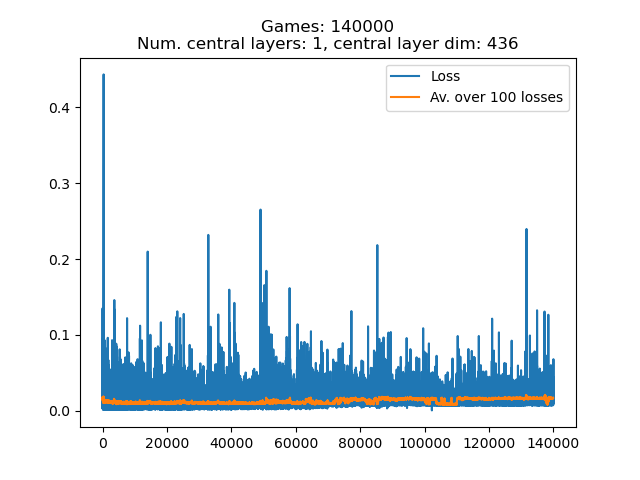 Games: 140000
Num. central layers: 1, central layer dim: 436
Loss
Av. over 100 losses
0.4
0.3
0.2
0.1
0.0
0 20000 40000 60000 80000 100000 120000 140000